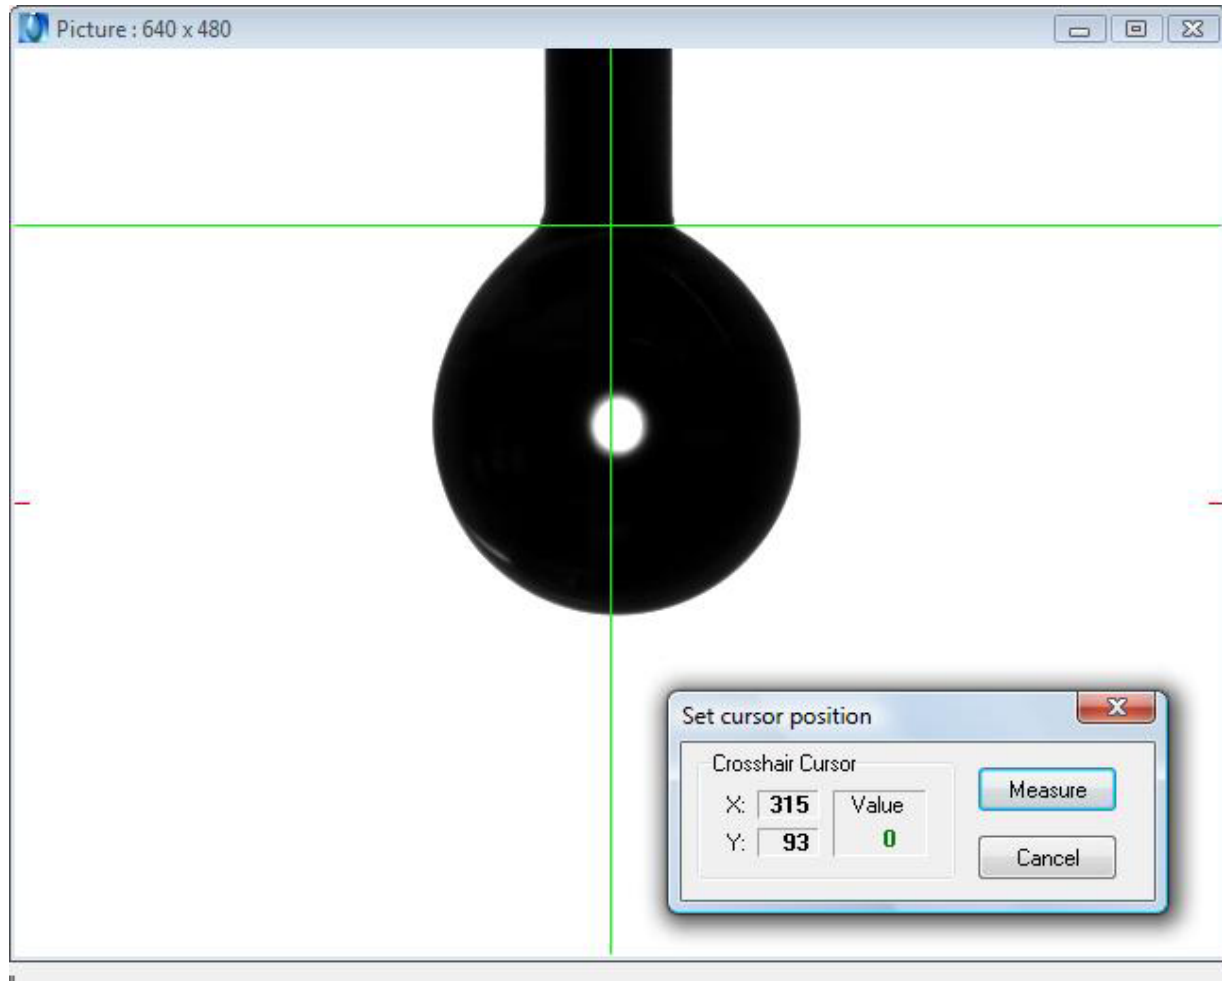 Picture : 640 x 480
Set cursor position
Crosshair Cursor
X: 315
Y: 93
Value
0
Measure
Cancel